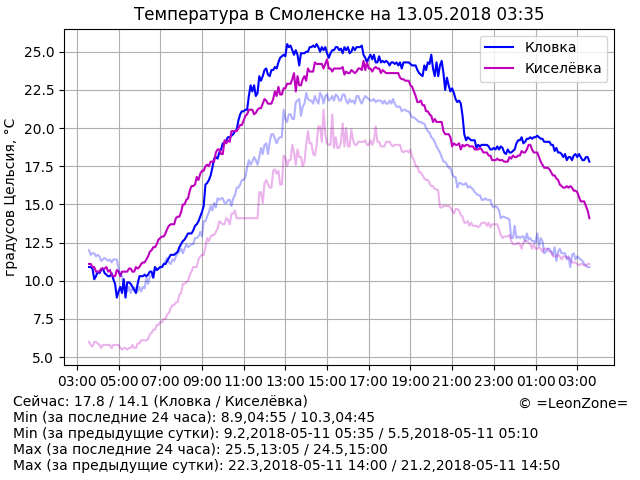 Температура в Смоленске на 13.05.2018 03:35
градусов Цельсия, °C
25.0
22.5
20.0
17.5
15.0
12.5
10.0
7.5
5.0
Кловка
Киселёвка
03:00 05:00 07:00 09:00 11:00 13:00 15:00 17:00 19:00 21:00 23:00 01:00 03:00
Сейчас: 17.8 / 14.1 (Кловка / Киселёвка)
© =LeonZone=
Min (за последние 24 часа): 8.9,04:55 / 10.3,04:45
Min (за предыдущие сутки): 9.2,2018-05-11 05:35 / 5.5,2018-05-11 05:10
Max (за последние 24 часа): 25.5,13:05 / 24.5,15:00
Max (за предыдущие сутки): 22.3,2018-05-11 14:00 / 21.2,2018-05-11 14:50